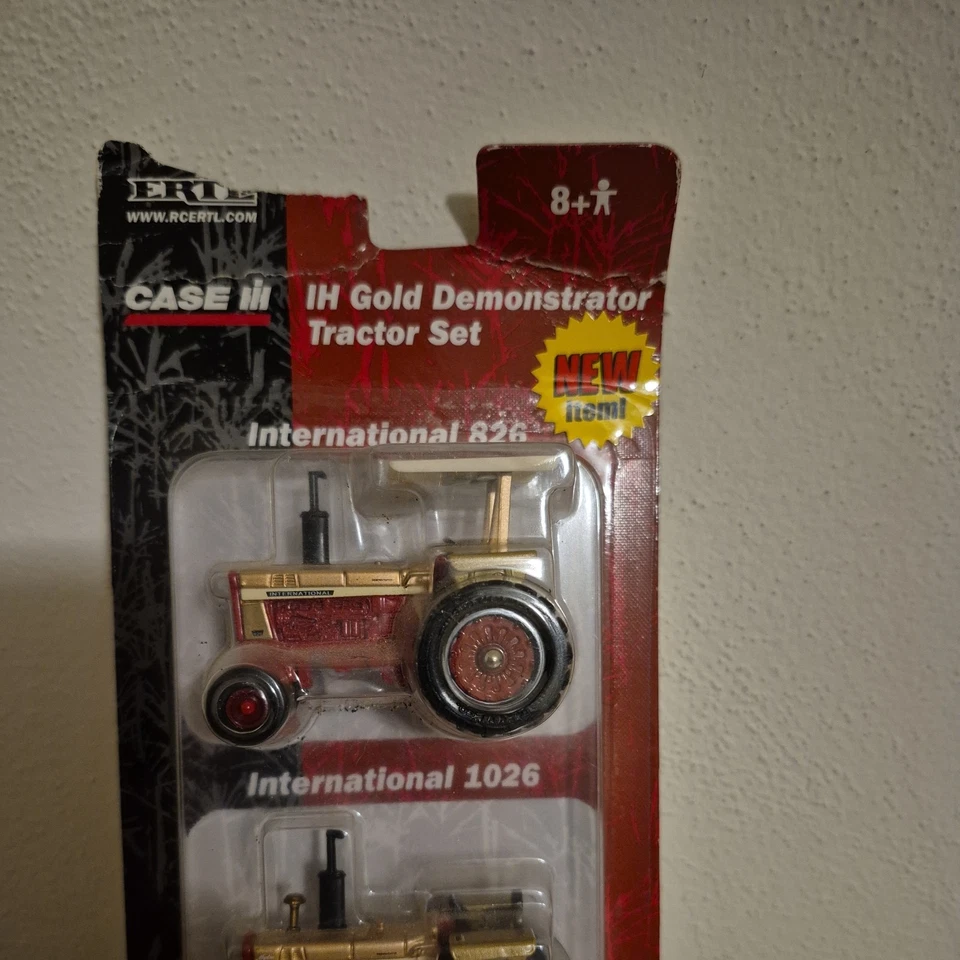 ERTL
WWW.RCERTL.COM
8+
CASE IH
IH Gold Demonstrator
Tractor Set
NEW
item!
International 826
INTERNATIONAL
International 1026